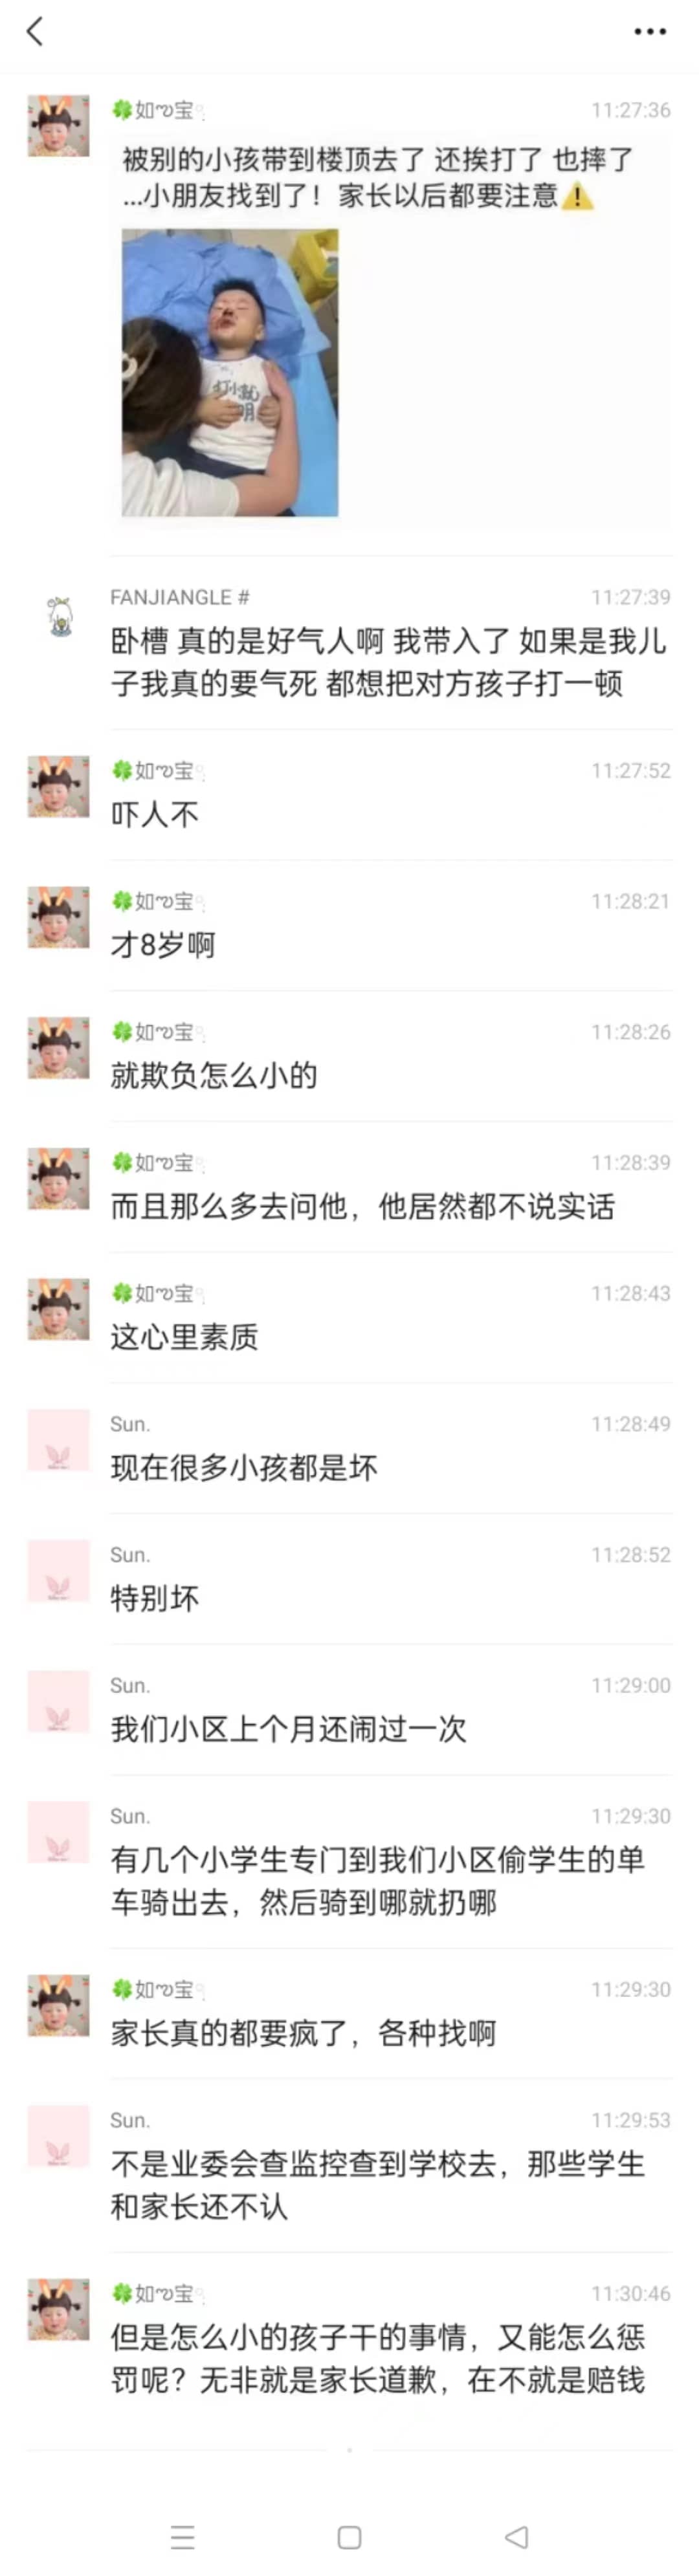 🍀如ღ宝 11:27:36
被别的小孩带到楼顶去了 还挨打了 也摔了
...小朋友找到了！家长以后都要注意⚠️
FANJIANGLE # 11:27:39
卧槽 真的是好气人啊 我带入了 如果是我儿
子我真的要气死 都想把对方孩子打一顿
🍀如ღ宝 11:27:52
吓人不
🍀如ღ宝 11:28:21
才8岁啊
🍀如ღ宝 11:28:26
就欺负怎么小的
🍀如ღ宝 11:28:39
而且那么多去问他，他居然都不说实话
🍀如ღ宝 11:28:43
这心里素质
Sun. 11:28:49
现在很多小孩都是坏
Sun. 11:28:52
特别坏
Sun. 11:29:00
我们小区上个月还闹过一次
Sun. 11:29:30
有几个小学生专门到我们小区偷学生的单
车骑出去，然后骑到哪就扔哪
🍀如ღ宝 11:29:30
家长真的都要疯了，各种找啊
Sun. 11:29:53
不是业委会查监控查到学校去，那些学生
和家长还不认
🍀如ღ宝 11:30:46
但是怎么小的孩子干的事情，又能怎么惩
罚呢？无非就是家长道歉，在不就是赔钱